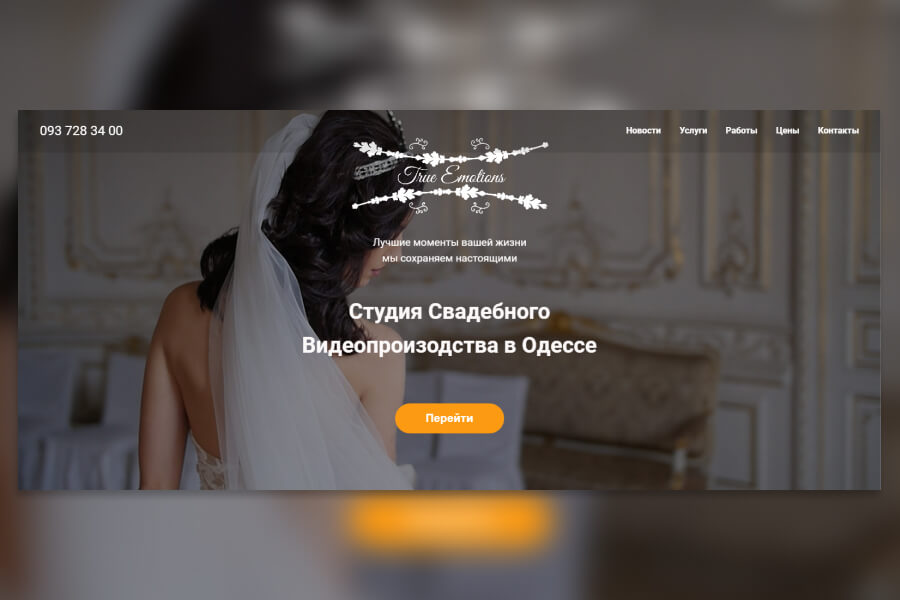 093 728 34 00
Новости Услуги Работы Цены Контакты
True Emotions
Лучшие моменты вашей жизни
мы сохраняем настоящими
Студия Свадебного
Видеопроизодства в Одессе
Перейти